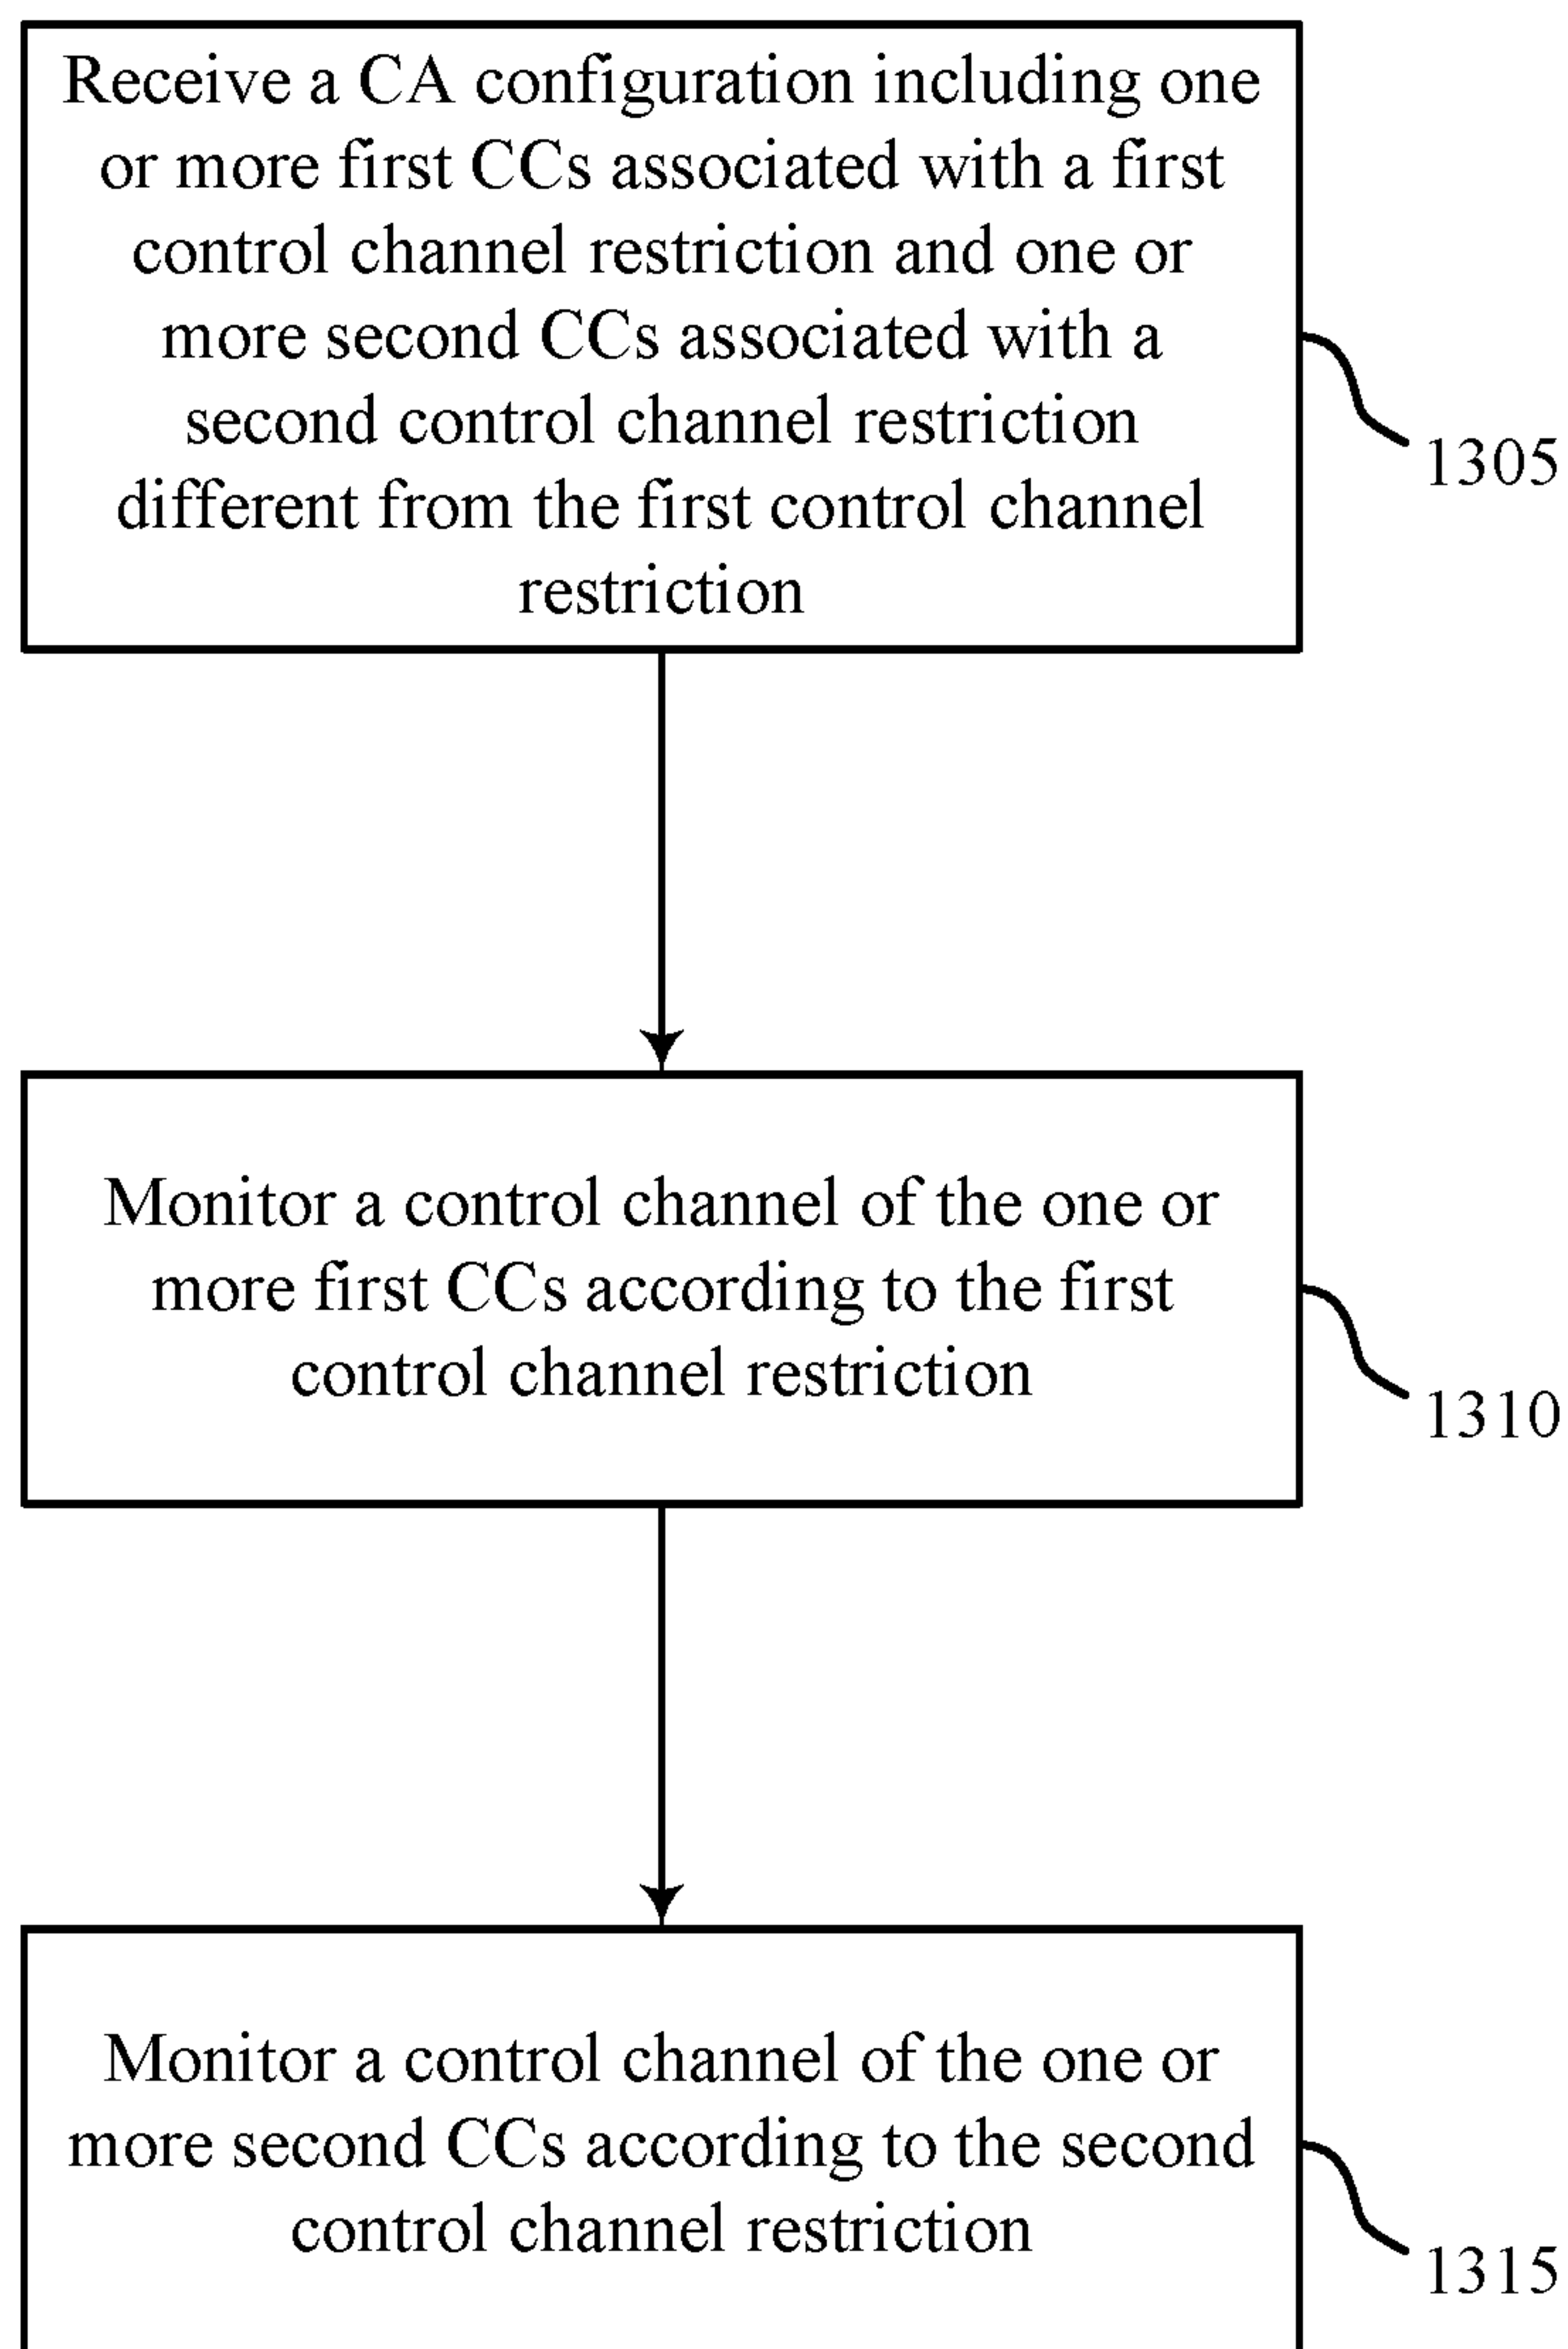 Receive a CA configuration including one
or more first CCs associated with a first
control channel restriction and one or
more second CCs associated with a
second control channel restriction
different from the first control channel
restriction
1305
Monitor a control channel of the one or
more first CCs according to the first
control channel restriction
1310
Monitor a control channel of the one or
more second CCs according to the second
control channel restriction
1315